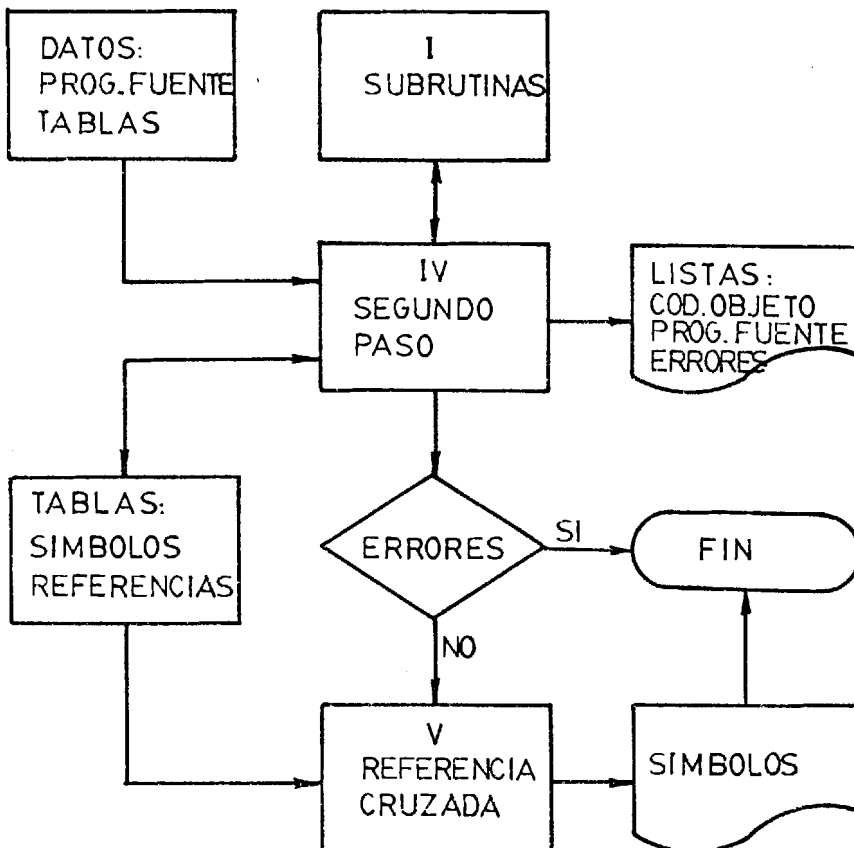 DATOS:
PROG.FUENTE
TABLAS
I
SUBRUTINAS
IV
SEGUNDO
PASO
LISTAS:
COD.OBJETO
PROG.FUENTE
ERRORES
TABLAS:
SIMBOLOS
REFERENCIAS
ERRORES
SI
FIN
NO
V
REFERENCIA
CRUZADA
SIMBOLOS